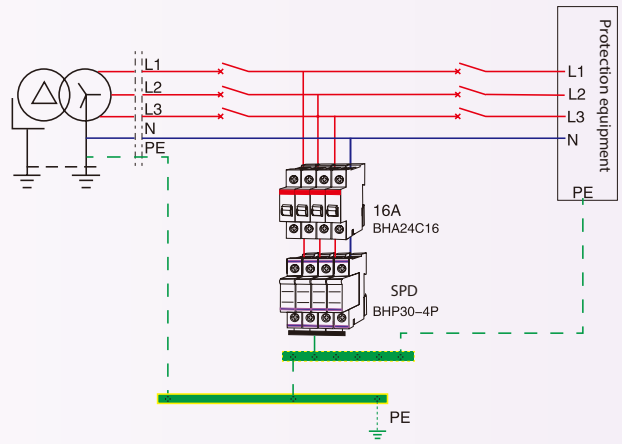 L1
L2
L3
N
PE
L1
L2
L3
N
Protection equipment
PE
16A
BHA24C16
SPD
BHP30-4P
PE